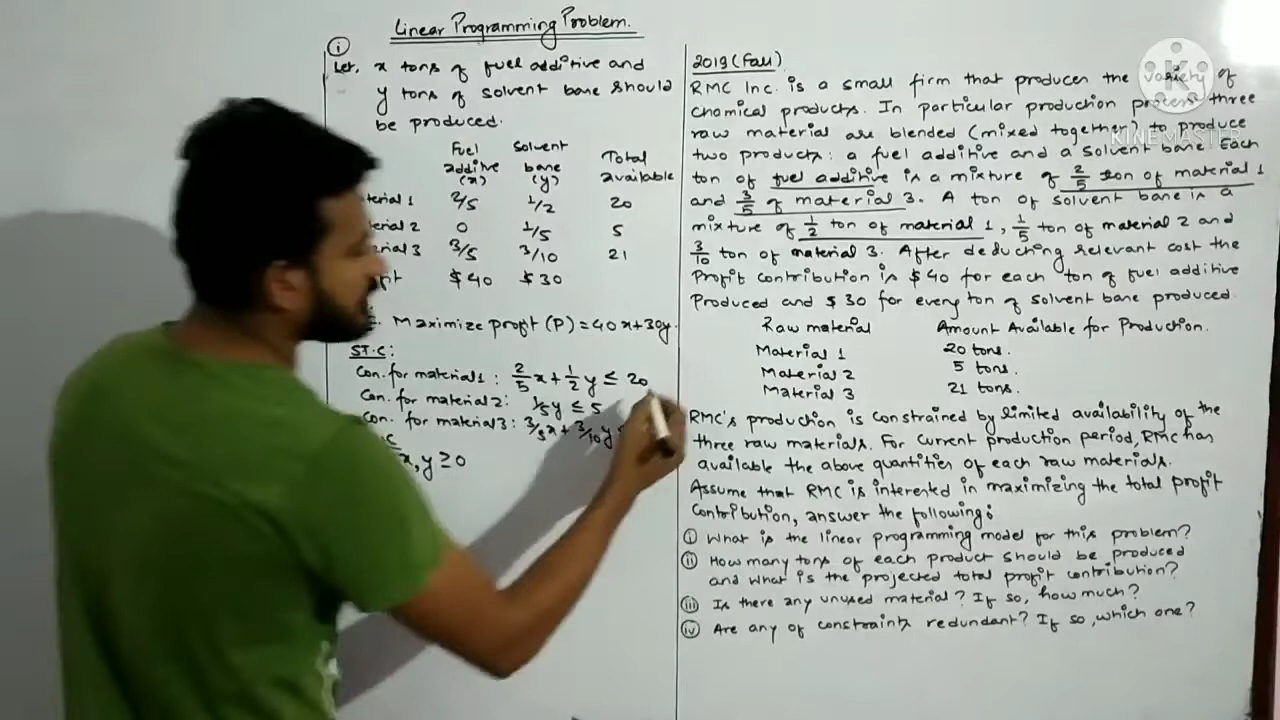 Linear Programming Problem.
i
Let, x tons of fuel additive and
y tons of solvent base should
be produced.
Fuel additive (x) Solvent base (y) Total available
terial 1 2/5 1/2 20
erial 2 0 1/5 5
erial 3 3/5 3/10 21
$40 $30
Maximize profit (P) = 40x+30y.
ST.C:
Con. for material 1 : 2/5 x + 1/2 y ≤ 20
Con. for material 2: 1/5 y ≤ 5
Con. for material 3: 3/5 x + 3/10 y
x, y ≥ 0
2019 (Fall)
RMC Inc. is a small firm that produces the variety of
chemical products. In particular production process three
raw material are blended (mixed together) to produce
two products: a fuel additive and a solvent base. Each
ton of fuel additive is a mixture of 2/5 ton of material 1
and 3/5 of material 3. A ton of solvent base is a
mixture of 1/2 ton of material 1, 1/5 ton of material 2 and
3/10 ton of material 3. After deducting relevant cost the
Profit contribution is $40 for each ton of fuel additive
Produced and $30 for every ton of solvent base produced.
Raw material Amount Available for Production.
Material 1 20 tons.
Material 2 5 tons.
Material 3 21 tons.
RMC's production is constrained by limited availability of the
three raw materials. For current production period, RMC has
available the above quantities of each raw materials.
Assume that RMC is interested in maximizing the total profit
Contribution, answer the following:
i What is the linear programming model for this problem?
ii How many tons of each product should be produced
and what is the projected total profit contribution?
iii Is there any unused material? If so, how much?
iv Are any of constraints redundant? If so, which one?
K
KINEMASTER